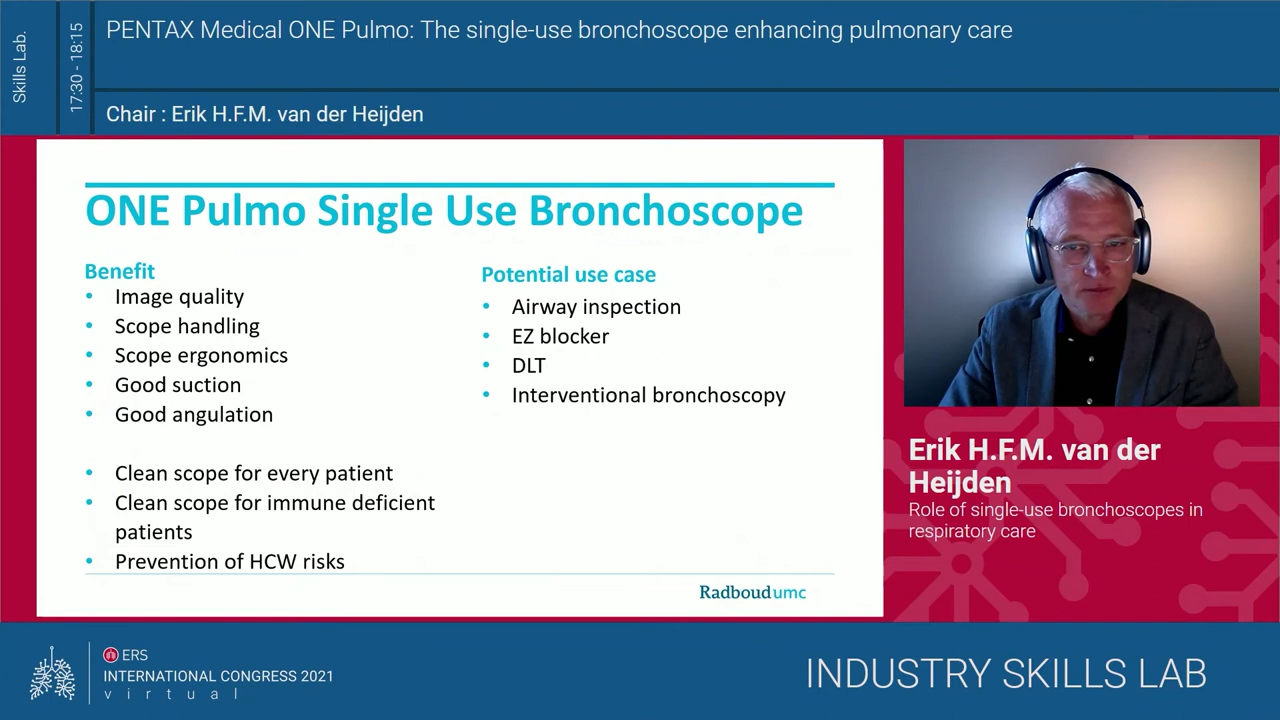 Skills Lab.
17:30 - 18:15
PENTAX Medical ONE Pulmo: The single-use bronchoscope enhancing pulmonary care
Chair : Erik H.F.M. van der Heijden
ONE Pulmo Single Use Bronchoscope
Benefit
• Image quality
• Scope handling
• Scope ergonomics
• Good suction
• Good angulation
• Clean scope for every patient
• Clean scope for immune deficient
patients
• Prevention of HCW risks
Potential use case
• Airway inspection
• EZ blocker
• DLT
• Interventional bronchoscopy
Radboudumc
Erik H.F.M. van der
Heijden
Role of single-use bronchoscopes in
respiratory care
ERS
INTERNATIONAL CONGRESS 2021
virtual
INDUSTRY SKILLS LAB